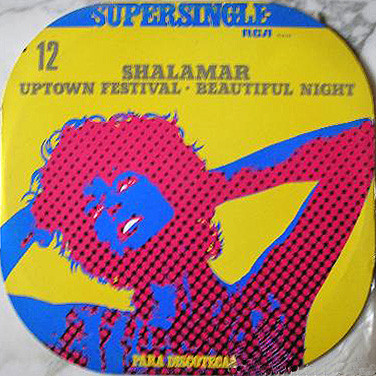 SUPERSINGLE
RCA
12
SHALAMAR
UPTOWN FESTIVAL · BEAUTIFUL NIGHT
PARA DISCOTECAS